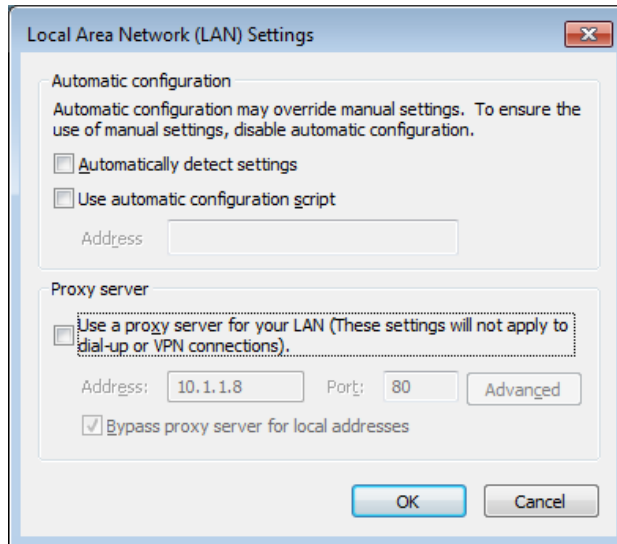 Local Area Network (LAN) Settings
Automatic configuration
Automatic configuration may override manual settings. To ensure the
use of manual settings, disable automatic configuration.
Automatically detect settings
Use automatic configuration script
Address
Proxy server
Use a proxy server for your LAN (These settings will not apply to
dial-up or VPN connections).
Address: 10.1.1.8 Port: 80 Advanced
Bypass proxy server for local addresses
OK Cancel